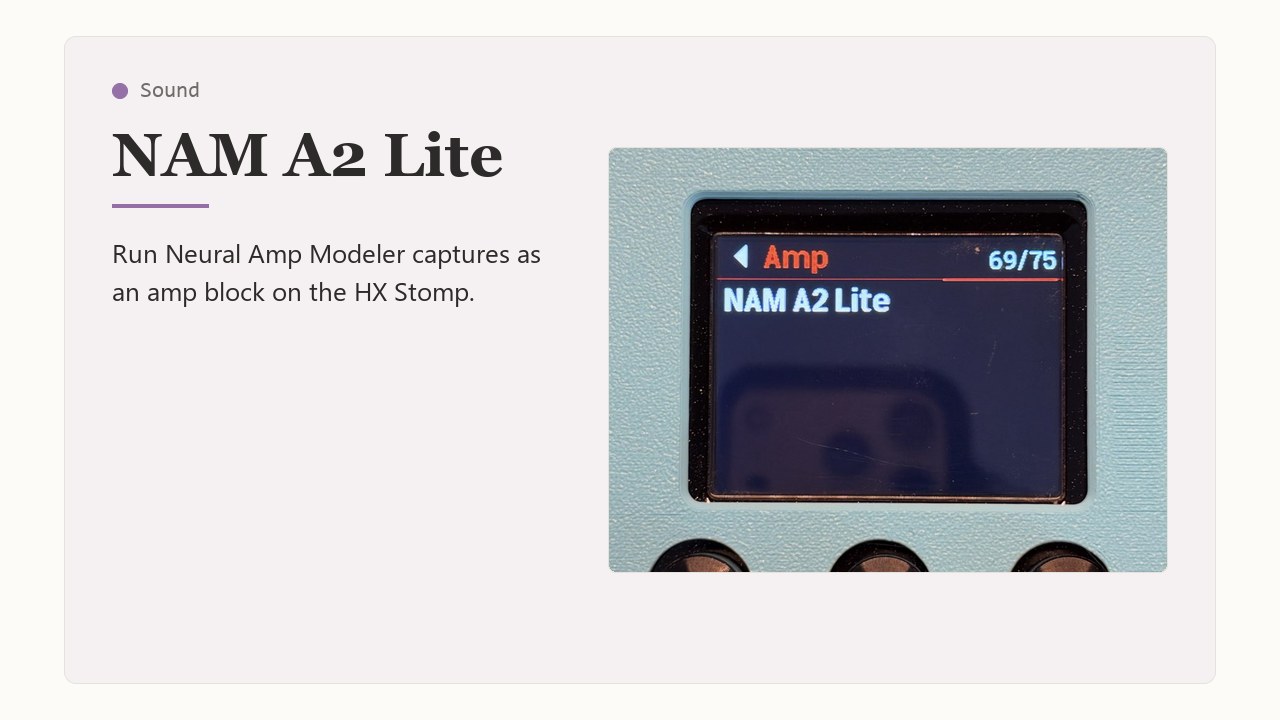 Sound
NAM A2 Lite
Run Neural Amp Modeler captures as
an amp block on the HX Stomp.
Amp 69/75
NAM A2 Lite